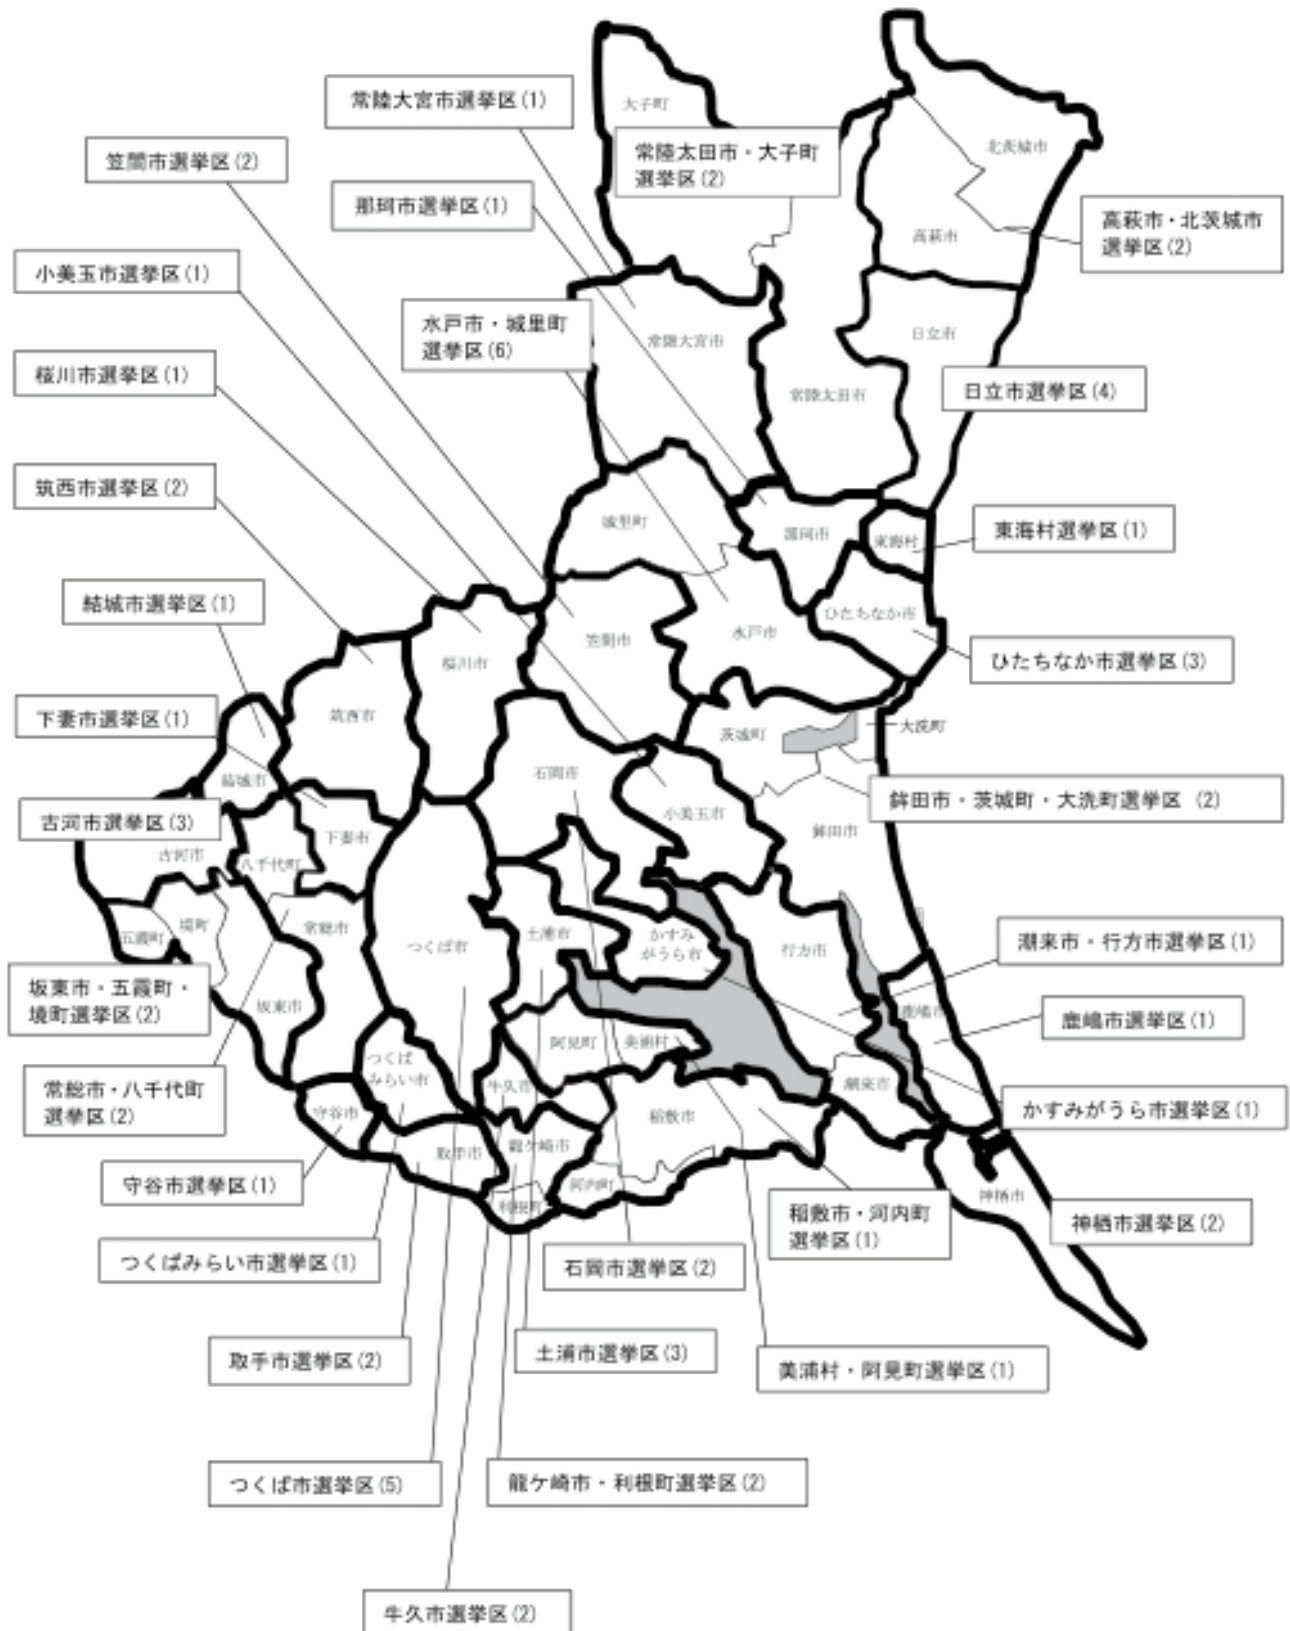 大子町
北茨城市
常陸大宮市選挙区(1)
常陸太田市・大子町
選挙区(2)
笠間市選挙区(2)
那珂市選挙区(1)
高萩市・北茨城市
選挙区(2)
高萩市
小美玉市選挙区(1)
水戸市・城里町
選挙区(6)
常陸大宮市
日立市
桜川市選挙区(1)
常陸太田市
日立市選挙区(4)
筑西市選挙区(2)
城里町
那珂市
東海村
東海村選挙区(1)
結城市選挙区(1)
ひたちなか市
水戸市
笠間市
桜川市
ひたちなか市選挙区(3)
下妻市選挙区(1)
筑西市
茨城町
大洗町
結城市
石岡市
小美玉市
鉾田市・茨城町・大洗町選挙区 (2)
古河市選挙区(3)
下妻市
鉾田市
古河市
八千代町
五霞町
境町
常総市
つくば市
土浦市
かすみ
がうら市
行方市
潮来市・行方市選挙区(1)
坂東市・五霞町・
境町選挙区(2)
坂東市
鹿嶋市
鹿嶋市選挙区(1)
阿見町
美浦村
つくば
みらい市
牛久市
潮来市
常総市・八千代町
選挙区(2)
守谷市
稲敷市
かすみがうら市選挙区(1)
取手市
龍ケ崎市
守谷市選挙区(1)
河内町
利根町
神栖市
稲敷市・河内町
選挙区(1)
神栖市選挙区(2)
つくばみらい市選挙区(1)
石岡市選挙区(2)
取手市選挙区(2)
土浦市選挙区(3)
美浦村・阿見町選挙区(1)
つくば市選挙区(5)
龍ケ崎市・利根町選挙区(2)
牛久市選挙区(2)